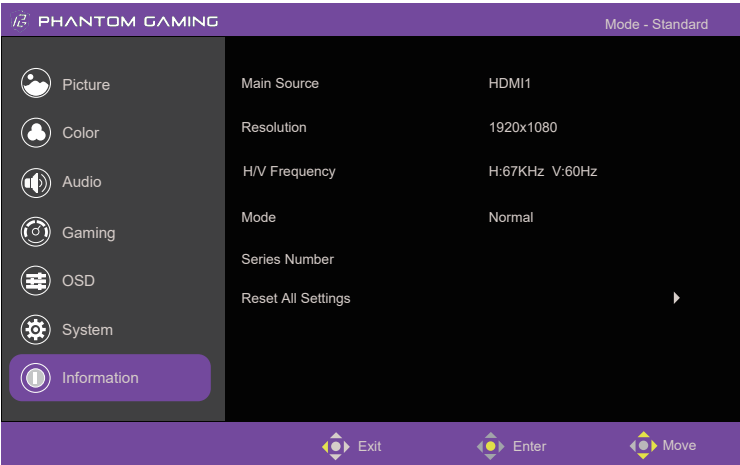 PHANTOM GAMING
Mode - Standard
Picture
Color
Audio
Gaming
OSD
System
Information
Main Source HDMI1
Resolution 1920x1080
H/V Frequency H:67KHz V:60Hz
Mode Normal
Series Number
Reset All Settings
Exit Enter Move